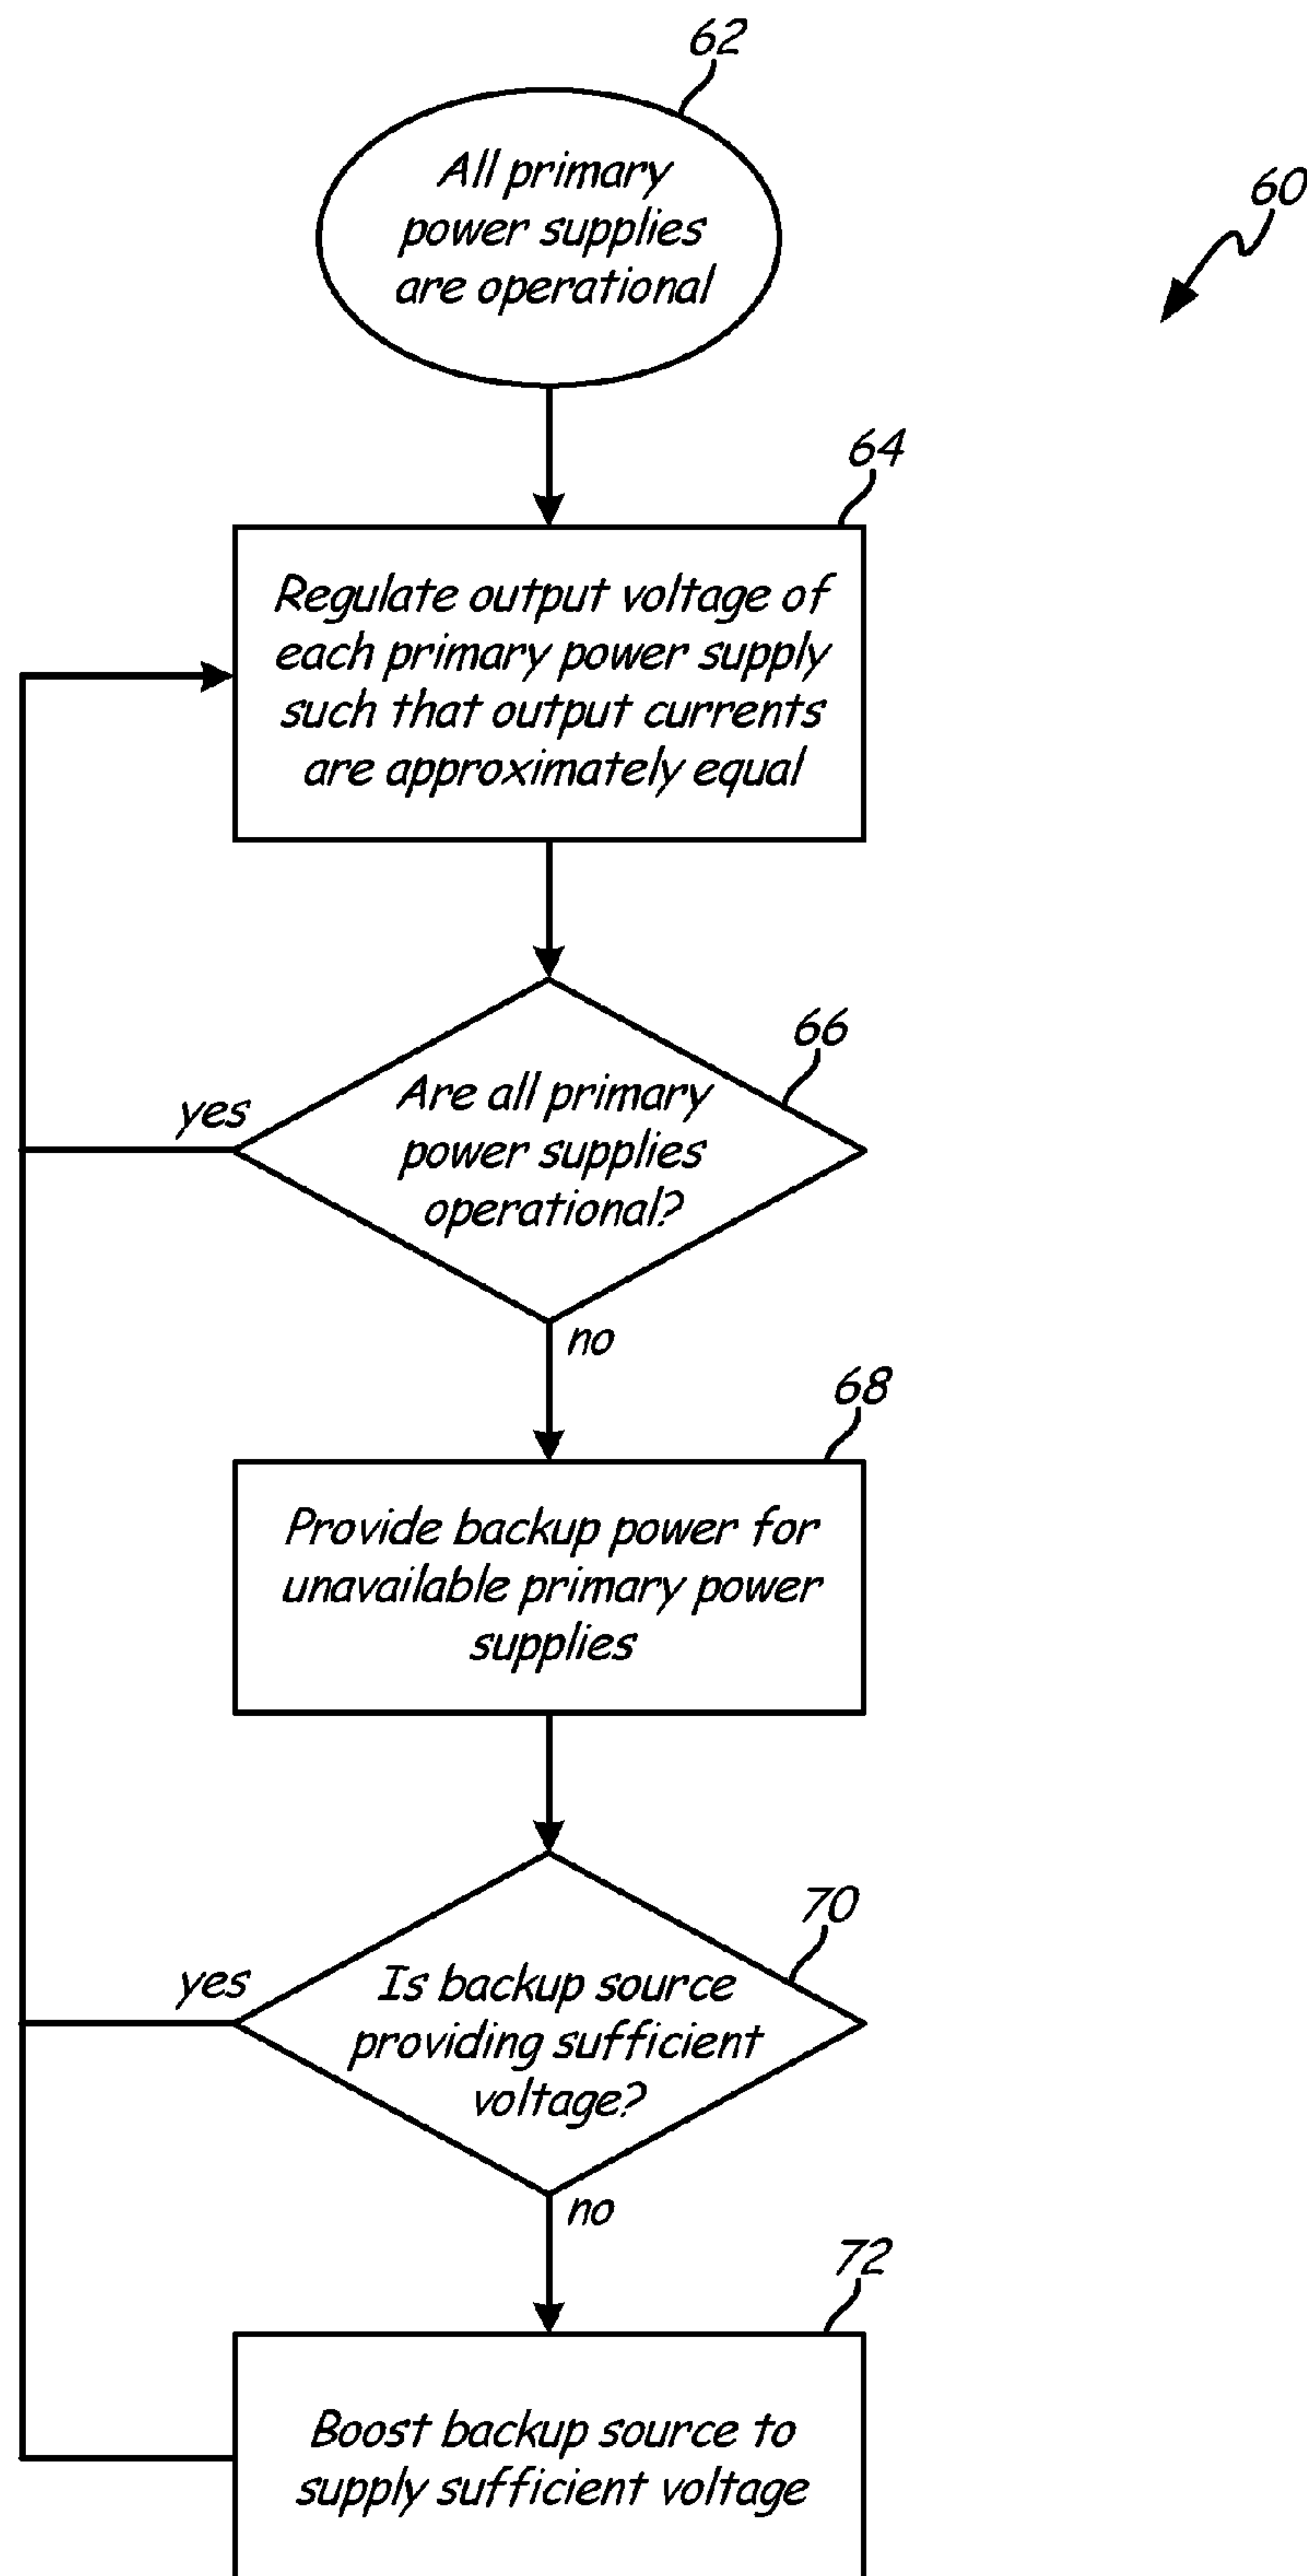 62
All primary
power supplies
are operational
60
64
Regulate output voltage of
each primary power supply
such that output currents
are approximately equal
66
Are all primary
power supplies
operational?
yes
no
68
Provide backup power for
unavailable primary power
supplies
70
Is backup source
providing sufficient
voltage?
yes
no
72
Boost backup source to
supply sufficient voltage